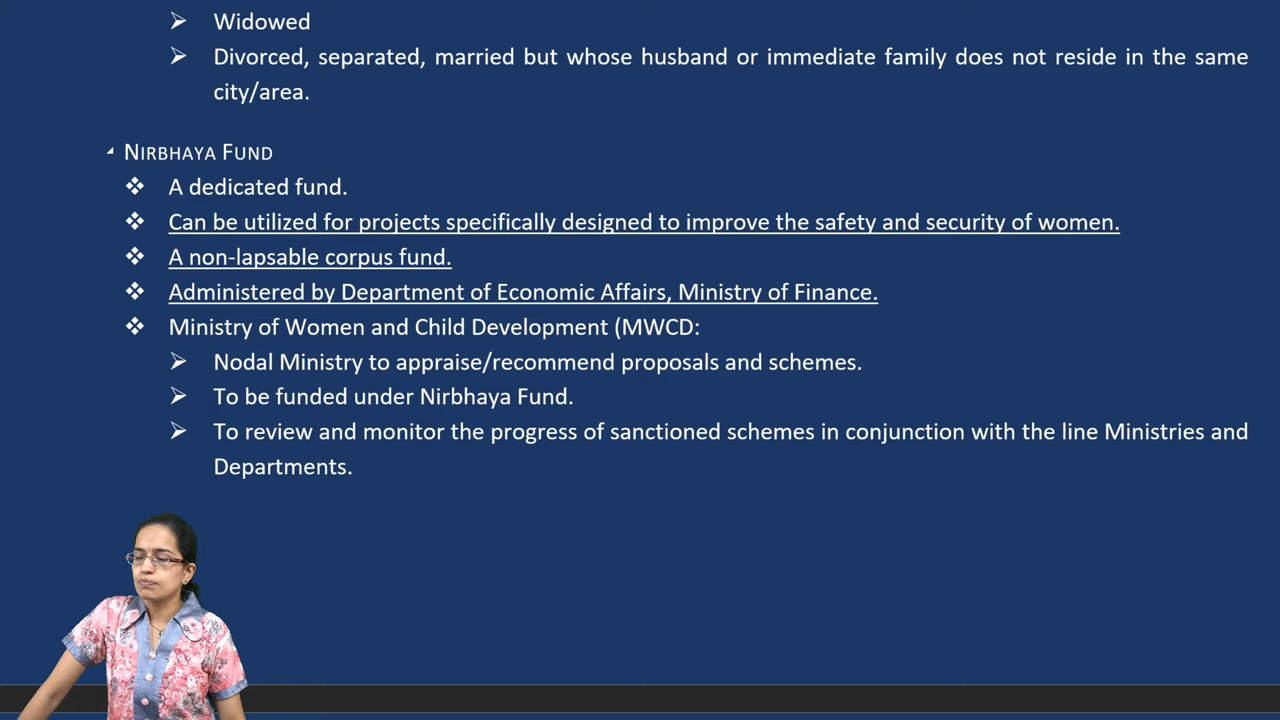 Widowed
Divorced, separated, married but whose husband or immediate family does not reside in the same
city/area.
NIRBHAYA FUND
A dedicated fund.
Can be utilized for projects specifically designed to improve the safety and security of women.
A non-lapsable corpus fund.
Administered by Department of Economic Affairs, Ministry of Finance.
Ministry of Women and Child Development (MWCD:
Nodal Ministry to appraise/recommend proposals and schemes.
To be funded under Nirbhaya Fund.
To review and monitor the progress of sanctioned schemes in conjunction with the line Ministries and
Departments.